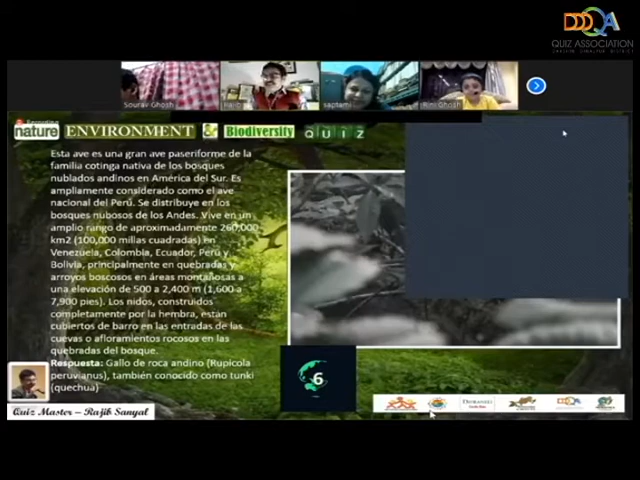 DDQA
QUIZ ASSOCIATION
Sourav Ghosh
Rajib
saptami
Rini Ghosh
Recording
nature ENVIRONMENT & Biodiversity QUIZ
Esta ave es una gran ave paseriforme de la
familia cotinga nativa de los bosques
nublados andinos en América del Sur. Es
ampliamente considerado como el ave
nacional del Perú. Se distribuye en los
bosques nubosos de los Andes. Vive en un
amplio rango de aproximadamente 260,000
km2 (100,000 millas cuadradas) en
Venezuela, Colombia, Ecuador, Perú y
Bolivia, principalmente en quebradas y
arroyos boscosos en áreas montañosas a
una elevación de 500 a 2,400 m (1,600 a
7,900 pies). Los nidos, construidos
completamente por la hembra, están
cubiertos de barro en las entradas de las
cuevas o afloramientos rocosos en las
quebradas del bosque.
Respuesta: Gallo de roca andino (Rupicola
peruvianus), también conocido como tunki
(quechua)
6
Quiz Master – Rajib Sanyal